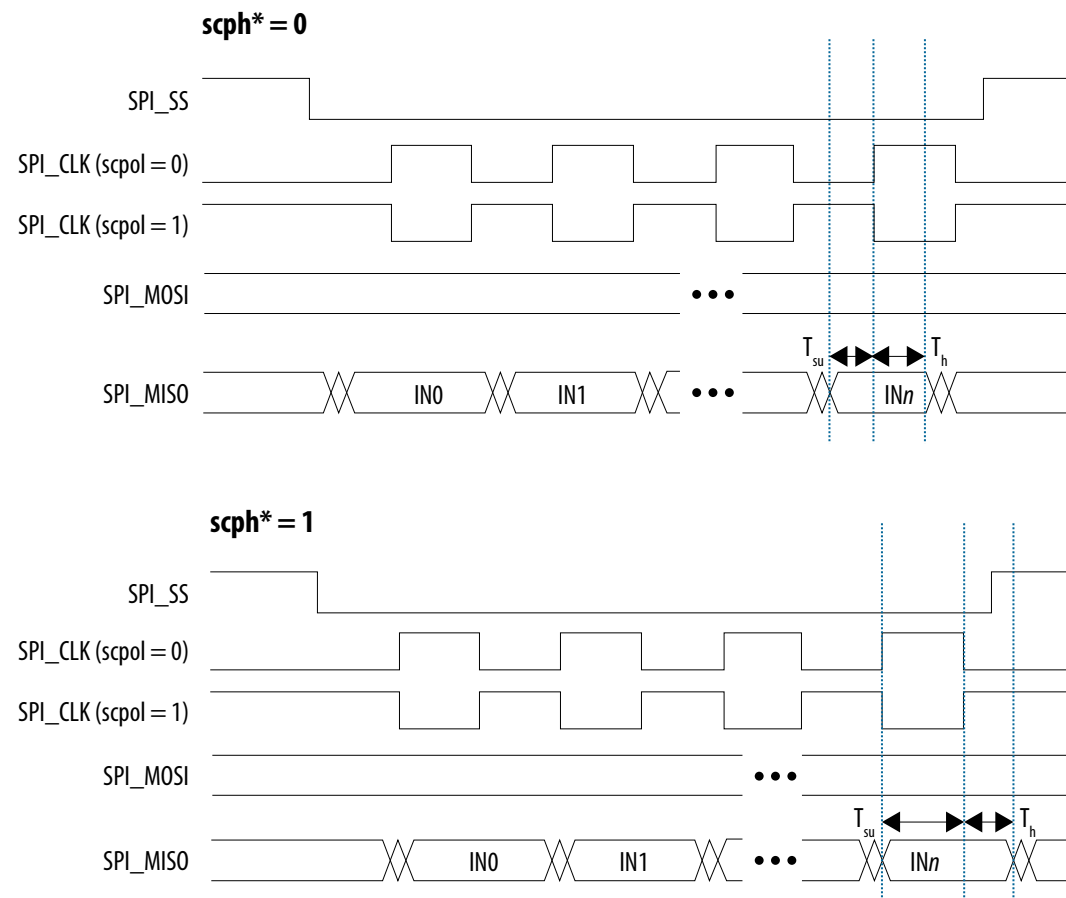 scph* = 0
SPI_SS
SPI_CLK (scpol = 0)
SPI_CLK (scpol = 1)
SPI_MOSI
•••
Tsu Th
SPI_MISO IN0 IN1 ••• INn
scph* = 1
SPI_SS
SPI_CLK (scpol = 0)
SPI_CLK (scpol = 1)
SPI_MOSI
•••
Tsu Th
SPI_MISO IN0 IN1 ••• INn